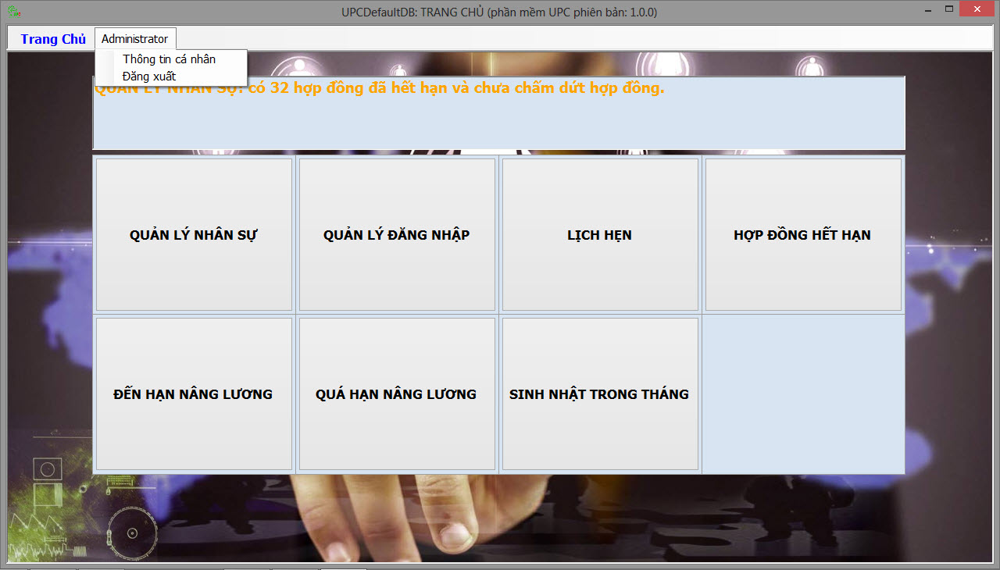 UPCDefaultDB: TRANG CHỦ (phần mềm UPC phiên bản: 1.0.0)
Trang Chủ Administrator
Thông tin cá nhân
Đăng xuất
QUẢN LÝ NHÂN SỰ: có 32 hợp đồng đã hết hạn và chưa chấm dứt hợp đồng.
QUẢN LÝ NHÂN SỰ QUẢN LÝ ĐĂNG NHẬP LỊCH HẸN HỢP ĐỒNG HẾT HẠN
ĐẾN HẠN NÂNG LƯƠNG QUÁ HẠN NÂNG LƯƠNG SINH NHẬT TRONG THÁNG